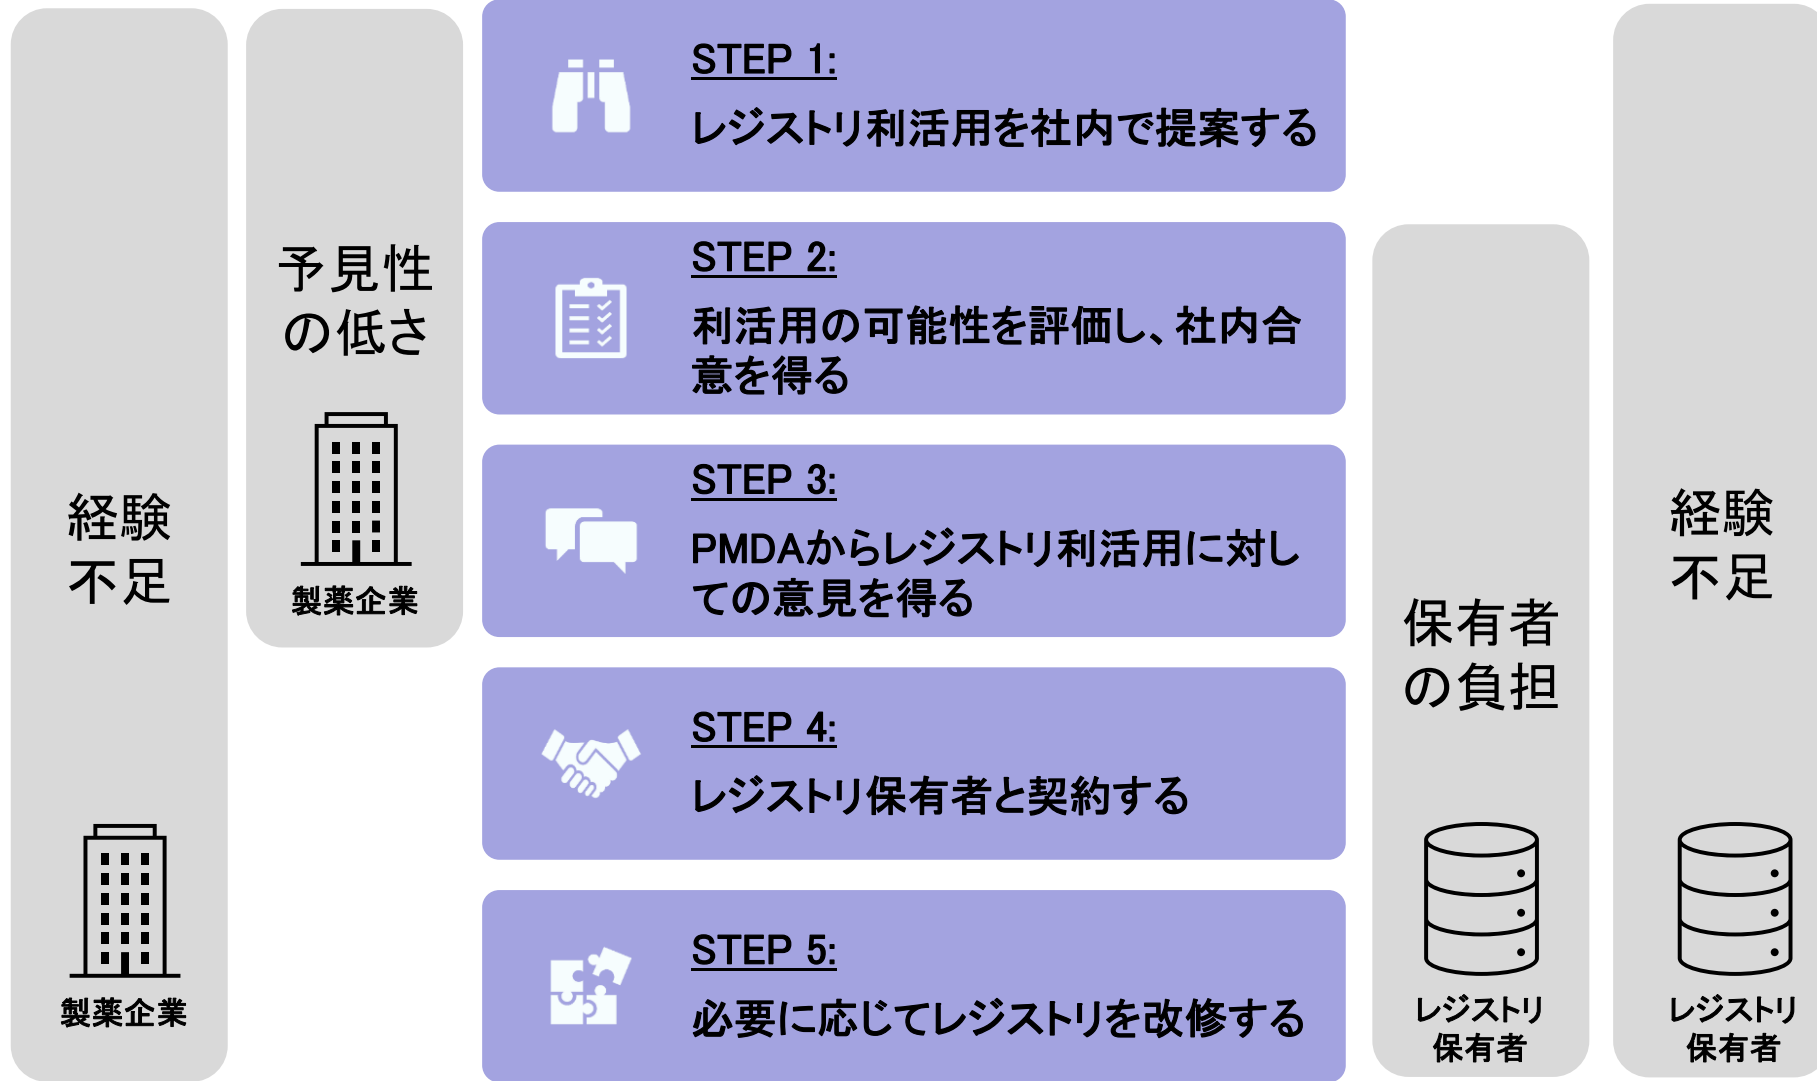 経験
不足
製薬企業
予見性
の低さ
製薬企業
STEP 1:
レジストリ利活用を社内で提案する
STEP 2:
利活用の可能性を評価し、社内合
意を得る
STEP 3:
PMDAからレジストリ利活用に対し
ての意見を得る
STEP 4:
レジストリ保有者と契約する
STEP 5:
必要に応じてレジストリを改修する
保有者
の負担
レジストリ
保有者
経験
不足
レジストリ
保有者